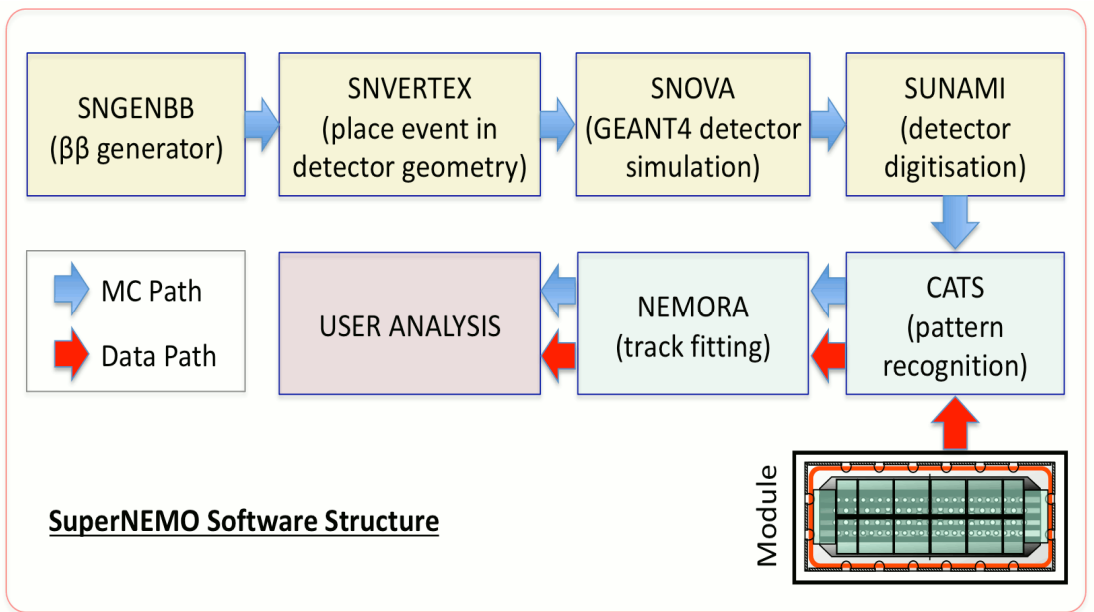 SNGENBB
(ββ generator)
SNVERTEX
(place event in
detector geometry)
SNOVA
(GEANT4 detector
simulation)
SUNAMI
(detector
digitisation)
MC Path
Data Path
USER ANALYSIS
NEMORA
(track fitting)
CATS
(pattern
recognition)
SuperNEMO Software Structure
Module